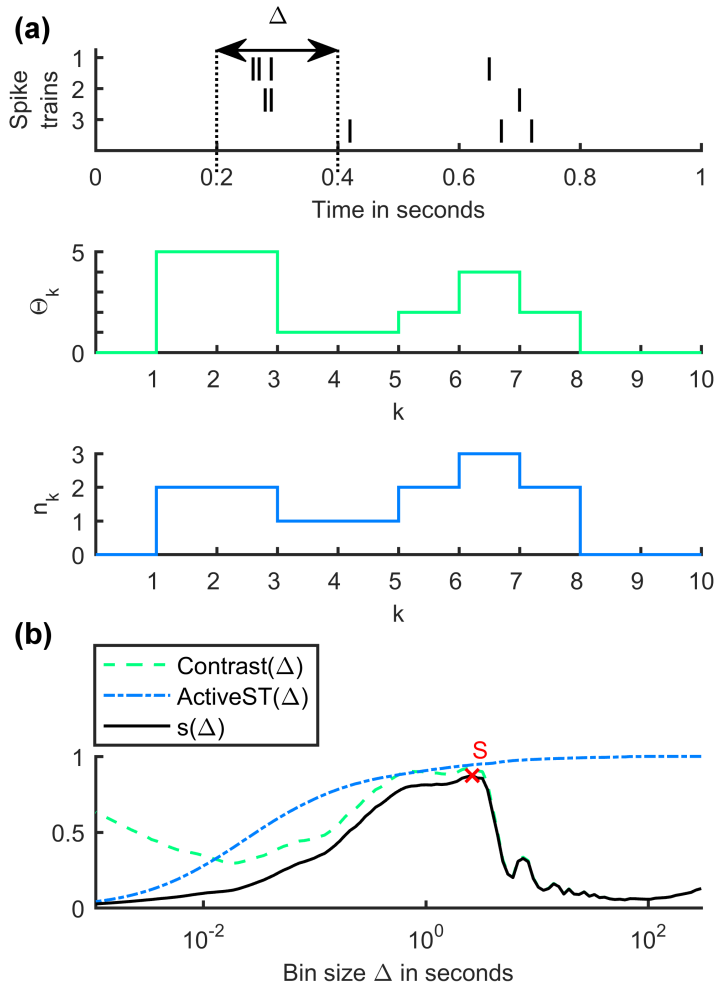 (a)
Δ
Spike trains
1
2
3
0 0.2 0.4 0.6 0.8 1
Time in seconds
Θk
5
0
1 2 3 4 5 6 7 8 9 10
k
nk
3
2
1
0
1 2 3 4 5 6 7 8 9 10
k
(b)
Contrast(Δ)
ActiveST(Δ)
s(Δ)
S
1
0.5
0
10-2 100 102
Bin size Δ in seconds